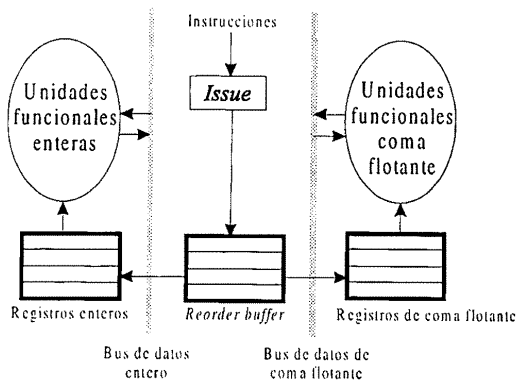 Instrucciones
Unidades
funcionales
enteras
Issue
Unidades
funcionales
coma
flotante
Registros enteros
Reorder buffer
Registros de coma flotante
Bus de datos
entero
Bus de datos de
coma flotante